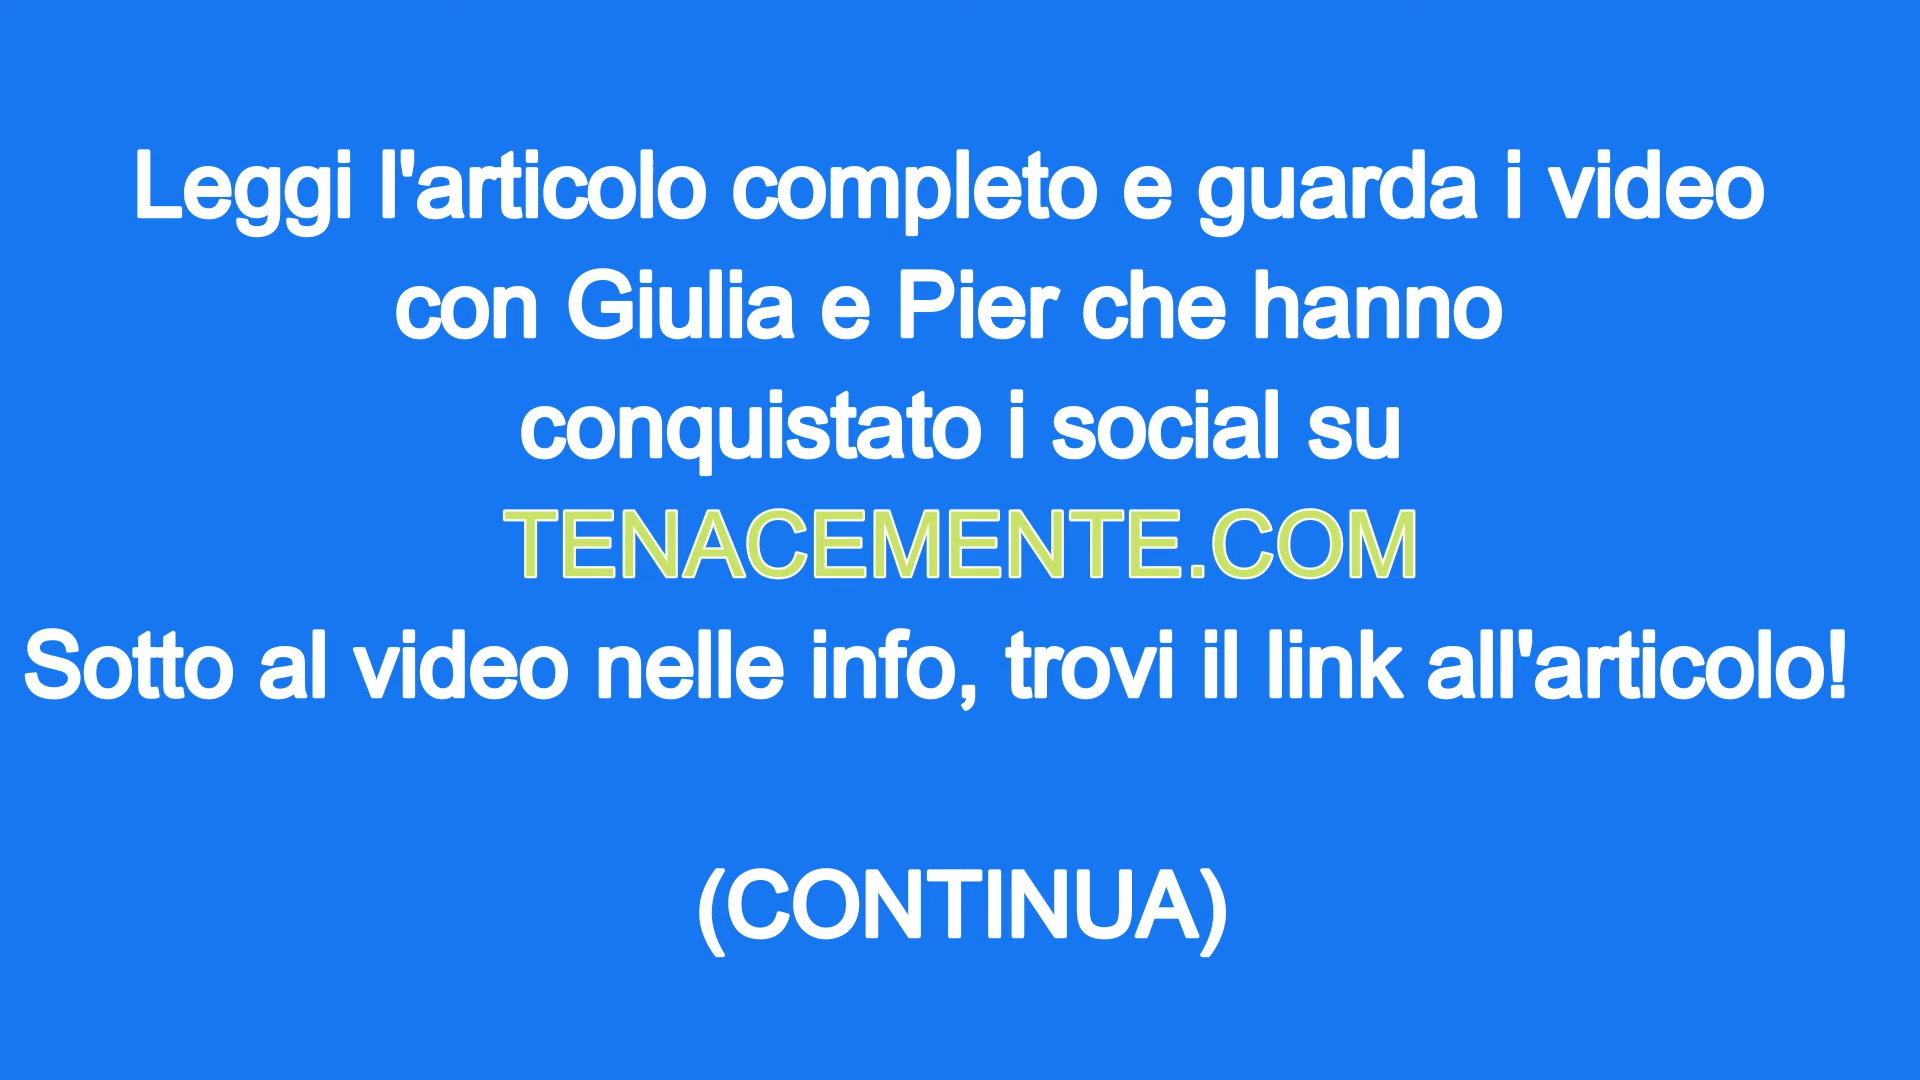 Leggi l'articolo completo e guarda i video
con Giulia e Pier che hanno
conquistato i social su
TENACEMENTE.COM
Sotto al video nelle info, trovi il link all'articolo!
(CONTINUA)